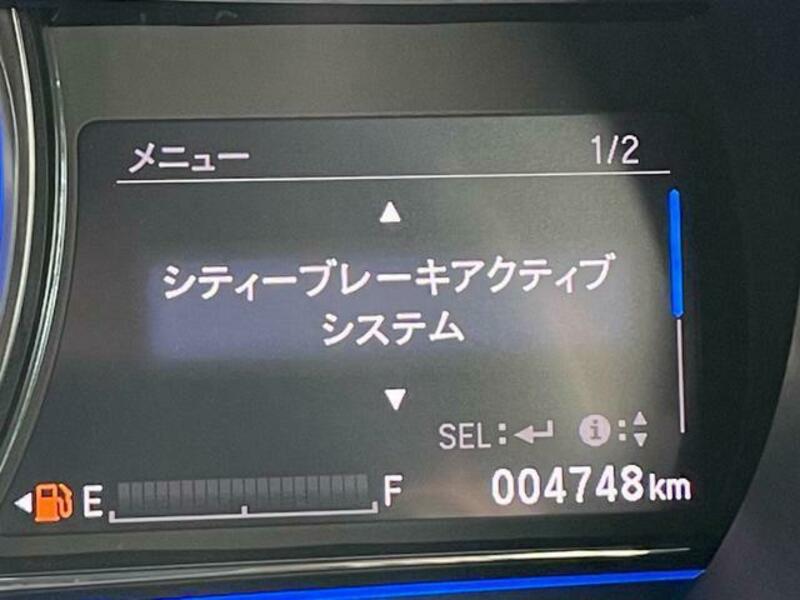 メニュー 1/2
シティーブレーキアクティブ
システム
SEL: i:
E F 004748km